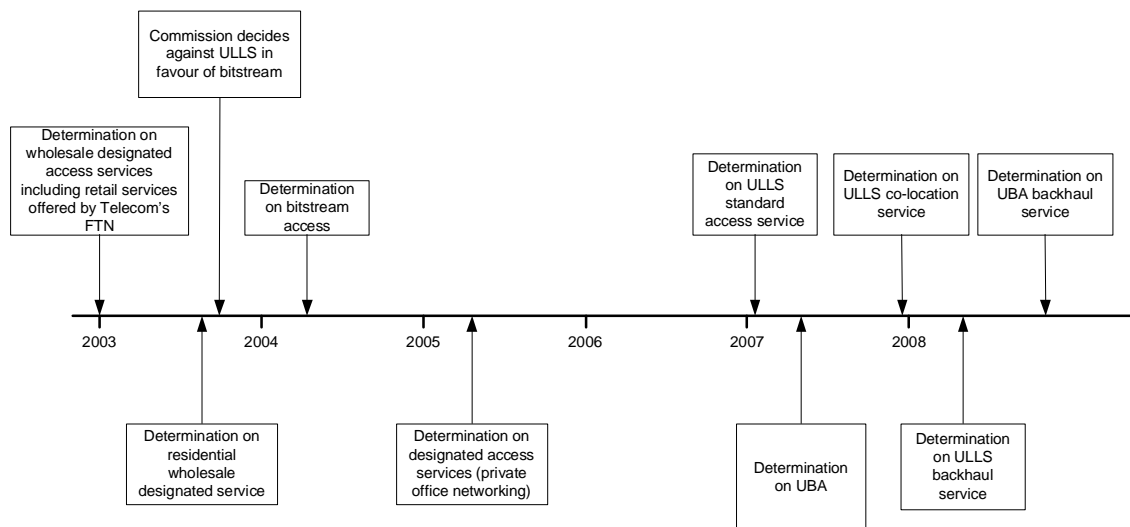 Commission decides
against ULLS in
favour of bitstream
Determination on
wholesale designated
access services
including retail services
offered by Telecom’s
FTN
Determination
on bitstream
access
Determination
on ULLS
standard
access service
Determination on
ULLS co-location
service
Determination on
UBA backhaul
service
2003
2004
2005
2006
2007
2008
Determination on
residential
wholesale
designated service
Determination on
designated access
services (private
office networking)
Determination
on UBA
Determination
on ULLS
backhaul
service